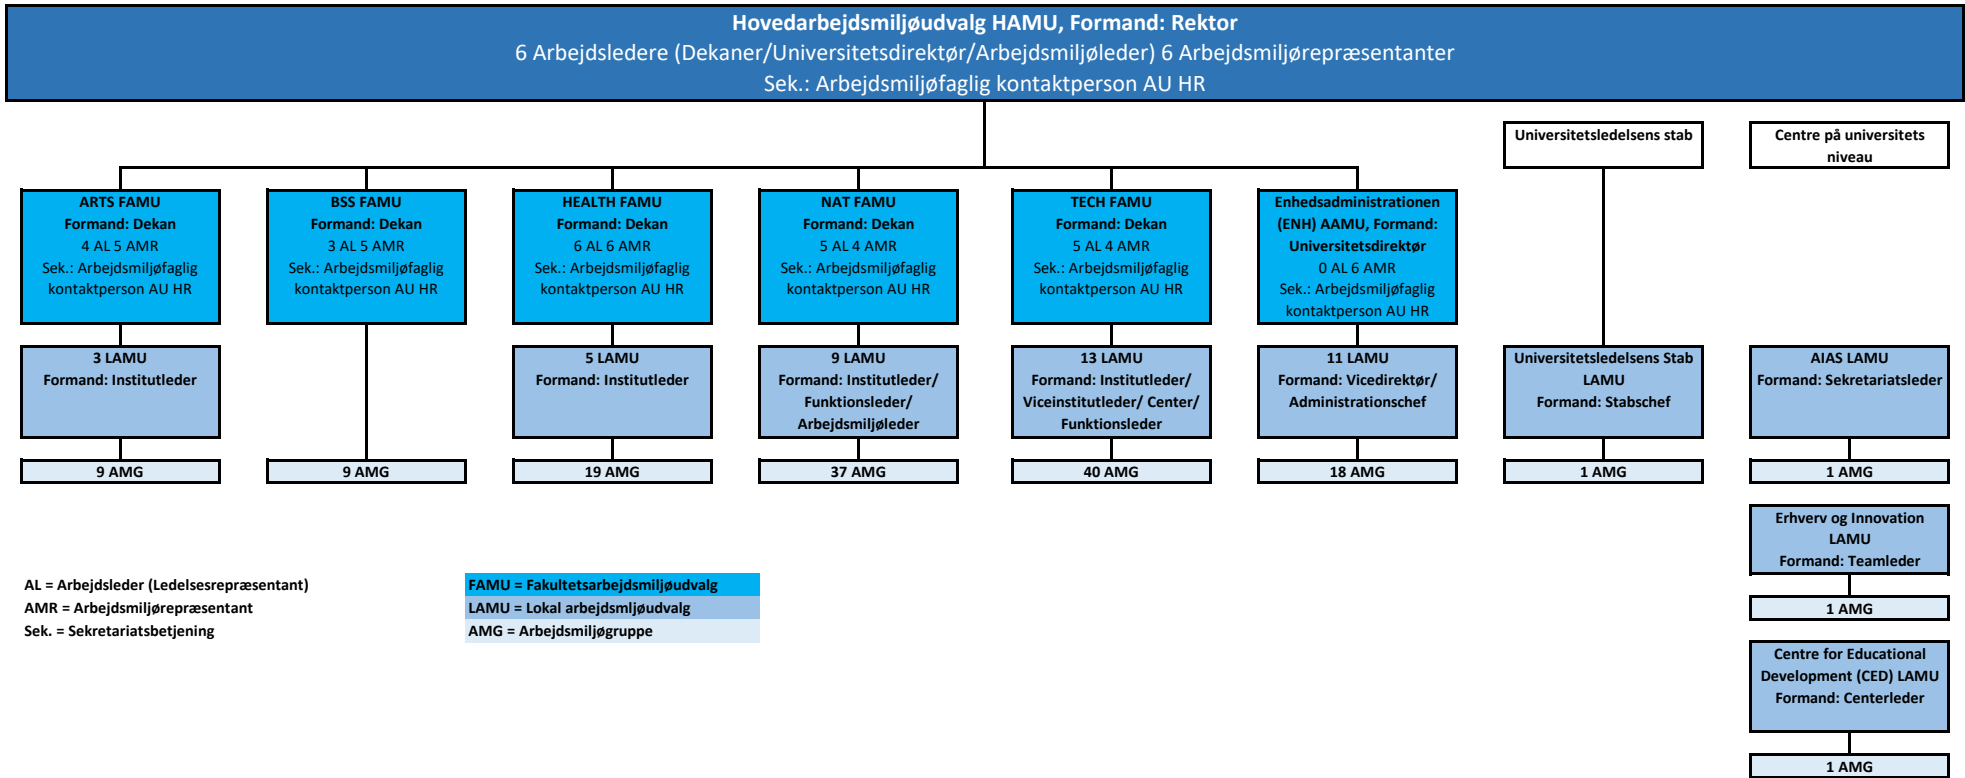 Hovedarbejdsmiljøudvalg HAMU, Formand: Rektor
6 Arbejdsledere (Dekaner/Universitetsdirektør/Arbejdsmiljøleder) 6 Arbejdsmiljørepræsentanter
Sek.: Arbejdsmiljøfaglig kontaktperson AU HR
Universitetsledelsens stab
Centre på universitets
niveau
ARTS FAMU
Formand: Dekan
4 AL 5 AMR
Sek.: Arbejdsmiljøfaglig
kontaktperson AU HR
BSS FAMU
Formand: Dekan
3 AL 5 AMR
Sek.: Arbejdsmiljøfaglig
kontaktperson AU HR
HEALTH FAMU
Formand: Dekan
6 AL 6 AMR
Sek.: Arbejdsmiljøfaglig
kontaktperson AU HR
NAT FAMU
Formand: Dekan
5 AL 4 AMR
Sek.: Arbejdsmiljøfaglig
kontaktperson AU HR
TECH FAMU
Formand: Dekan
5 AL 4 AMR
Sek.: Arbejdsmiljøfaglig
kontaktperson AU HR
Enhedsadministrationen
(ENH) AAMU, Formand:
Universitetsdirektør
0 AL 6 AMR
Sek.: Arbejdsmiljøfaglig
kontaktperson AU HR
3 LAMU
Formand: Institutleder
5 LAMU
Formand: Institutleder
9 LAMU
Formand: Institutleder/
Funktionsleder/
Arbejdsmiljøleder
13 LAMU
Formand: Institutleder/
Viceinstitutleder/ Center/
Funktionsleder
11 LAMU
Formand: Vicedirektør/
Administrationschef
Universitetsledelsens Stab
LAMU
Formand: Stabschef
AIAS LAMU
Formand: Sekretariatsleder
9 AMG
9 AMG
19 AMG
37 AMG
40 AMG
18 AMG
1 AMG
1 AMG
Erhverv og Innovation
LAMU
Formand: Teamleder
1 AMG
Centre for Educational
Development (CED) LAMU
Formand: Centerleder
1 AMG
AL = Arbejdsleder (Ledelsesrepræsentant)
AMR = Arbejdsmiljørepræsentant
Sek. = Sekretariatsbetjening
FAMU = Fakultetsarbejdsmiljøudvalg
LAMU = Lokal arbejdsmljøudvalg
AMG = Arbejdsmiljøgruppe